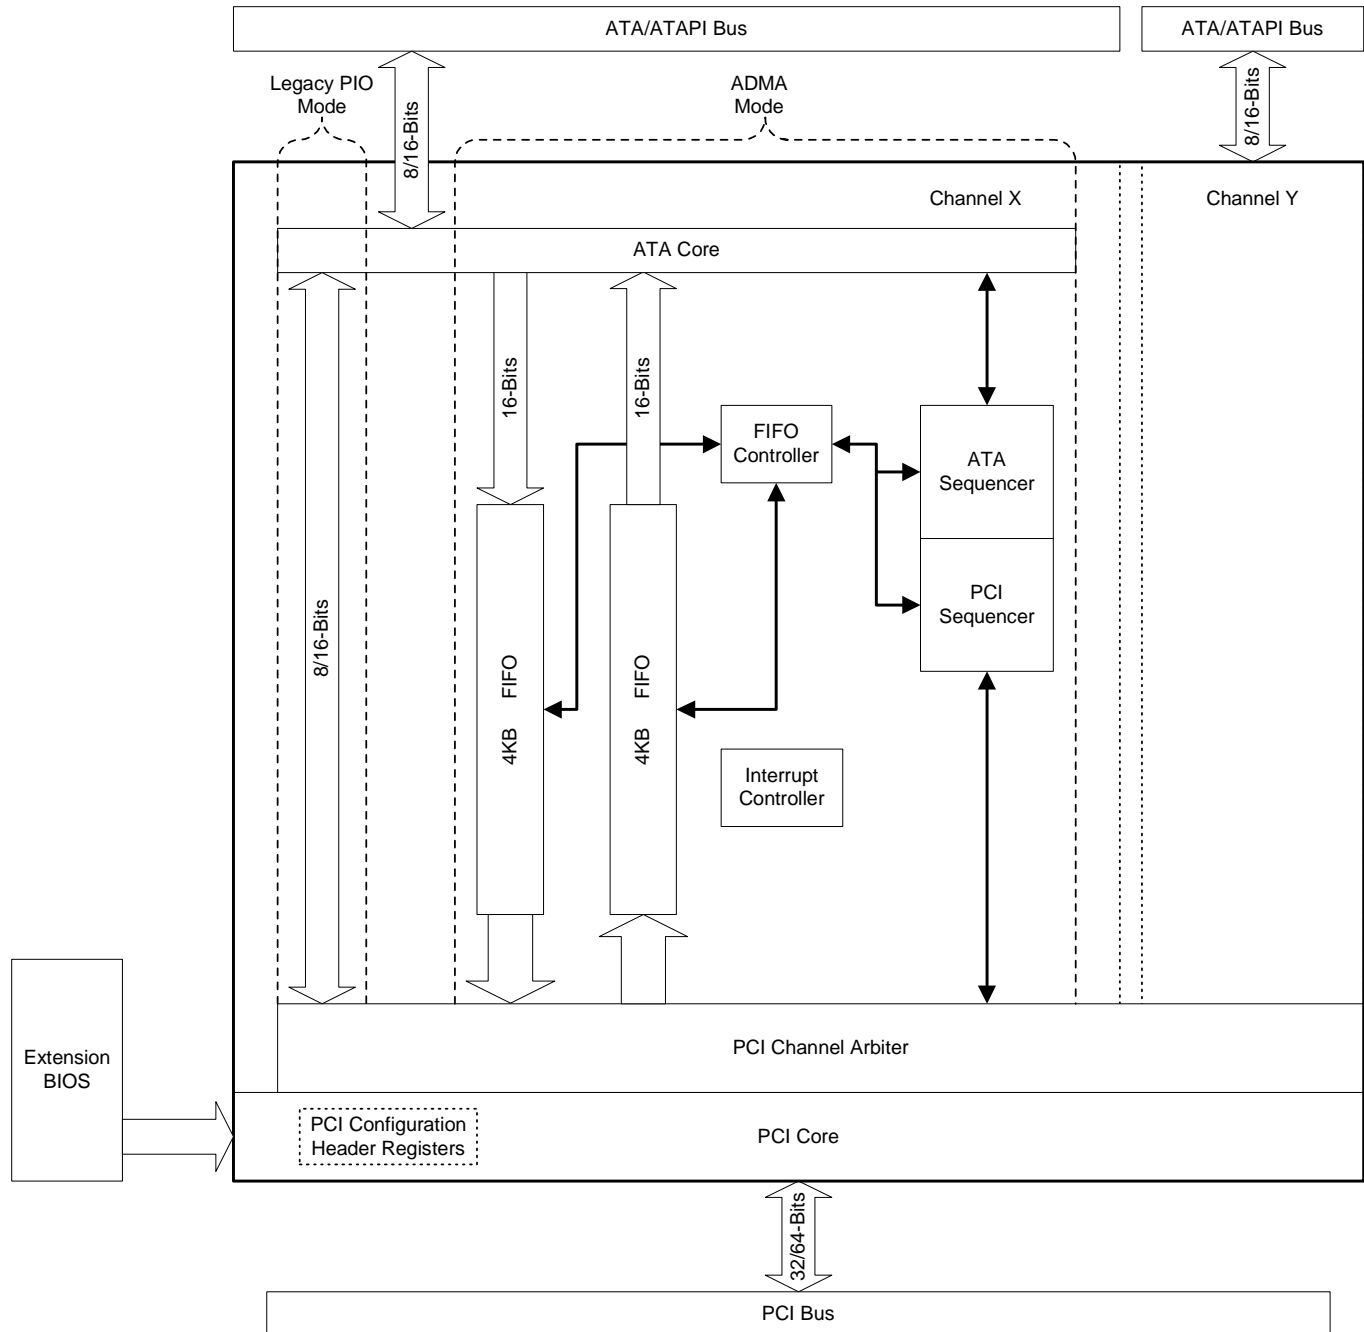 ATA/ATAPI Bus
ATA/ATAPI Bus
Legacy PIO
Mode
ADMA
Mode
8/16-Bits
8/16-Bits
Channel X
Channel Y
ATA Core
16-Bits
16-Bits
FIFO
Controller
ATA
Sequencer
PCI
Sequencer
8/16-Bits
4KB FIFO
4KB FIFO
Interrupt
Controller
PCI Channel Arbiter
Extension
BIOS
PCI Configuration
Header Registers
PCI Core
32/64-Bits
PCI Bus